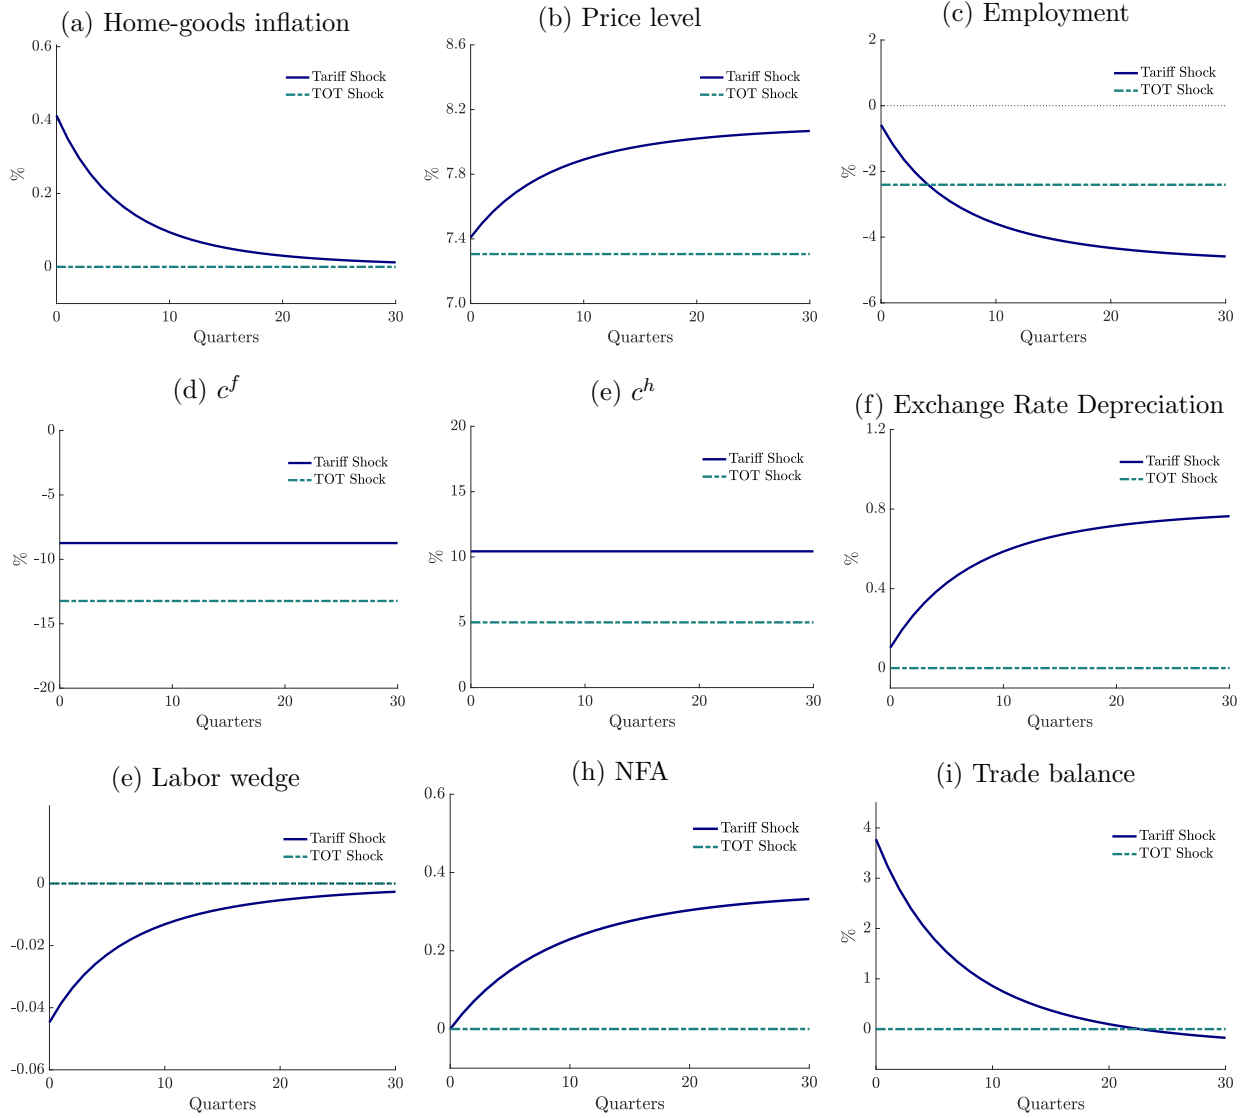 (a) Home-goods inflation
0.6
0.4
0.2
0
%
Tariff Shock
TOT Shock
0 10 20 30
Quarters
(b) Price level
8.6
8.2
7.8
7.4
7.0
%
Tariff Shock
TOT Shock
0 10 20 30
Quarters
(c) Employment
2
0
-2
-4
-6
%
Tariff Shock
TOT Shock
0 10 20 30
Quarters
(d) c^f
0
-5
-10
-15
-20
%
Tariff Shock
TOT Shock
0 10 20 30
Quarters
(e) c^h
20
15
10
5
0
%
Tariff Shock
TOT Shock
0 10 20 30
Quarters
(f) Exchange Rate Depreciation
1.2
0.8
0.4
0
%
Tariff Shock
TOT Shock
0 10 20 30
Quarters
(e) Labor wedge
0
-0.02
-0.04
-0.06
Tariff Shock
TOT Shock
0 10 20 30
Quarters
(h) NFA
0.6
0.4
0.2
0
Tariff Shock
TOT Shock
0 10 20 30
Quarters
(i) Trade balance
4
3
2
1
0
%
Tariff Shock
TOT Shock
0 10 20 30
Quarters